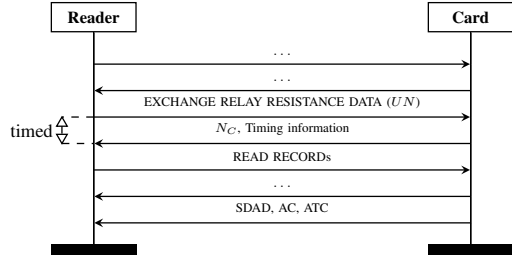 Reader
Card
...
...
EXCHANGE RELAY RESISTANCE DATA (UN)
timed
N_C, Timing information
READ RECORDs
...
SDAD, AC, ATC